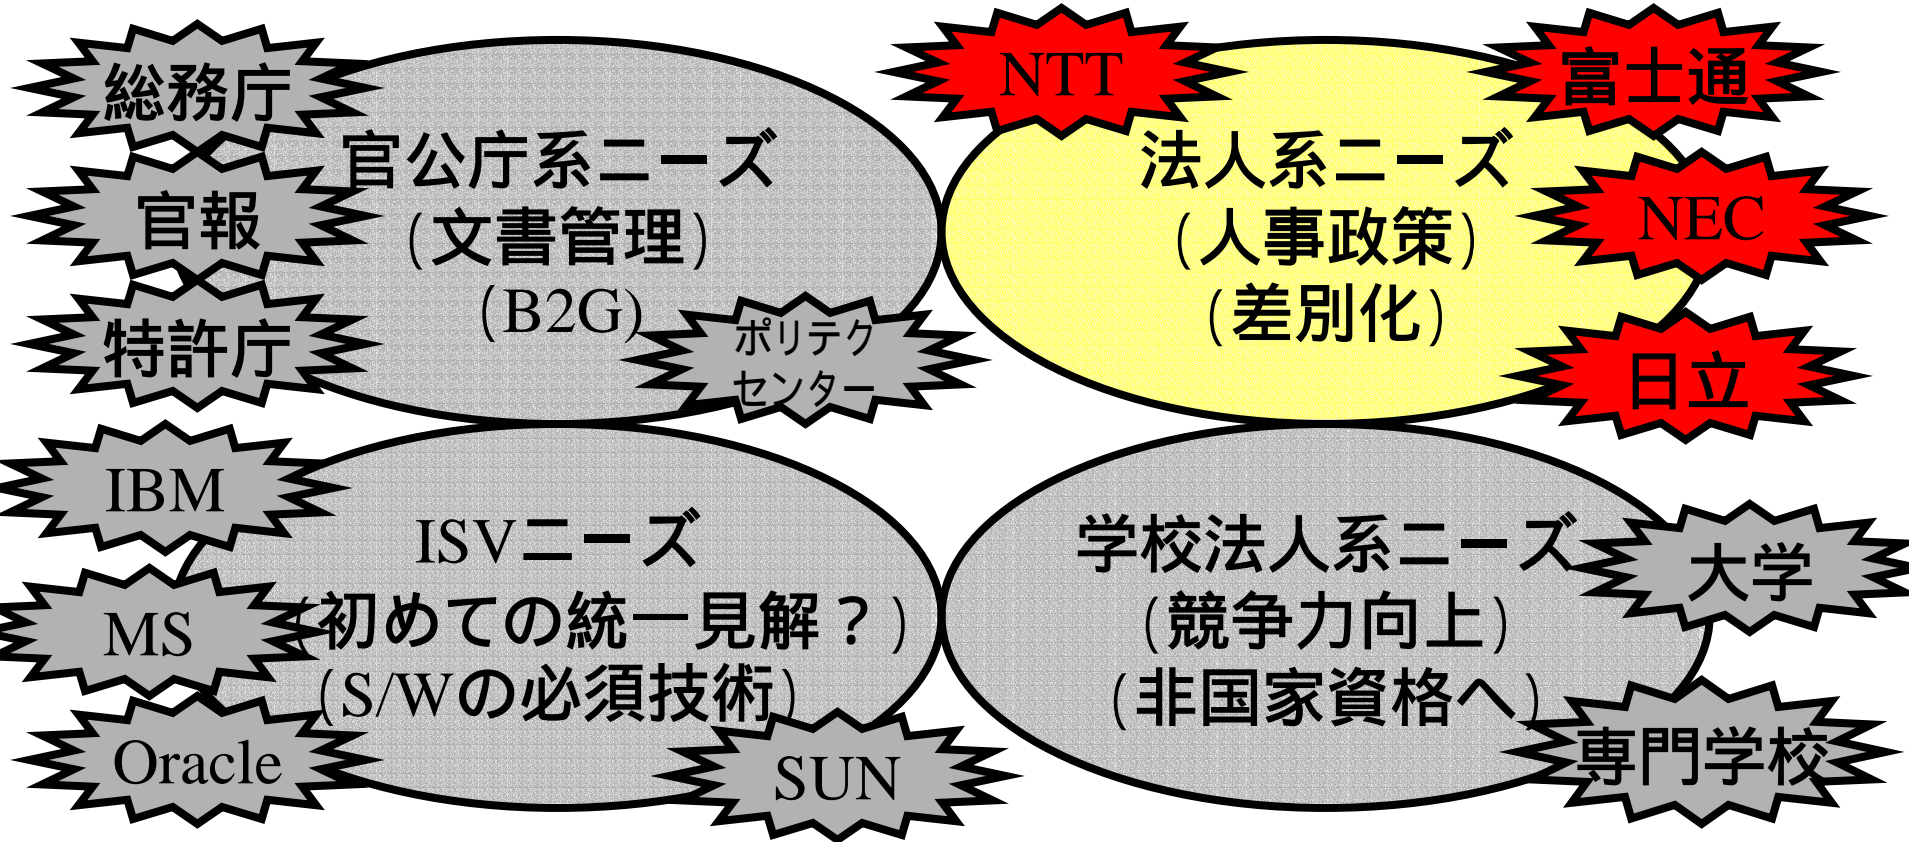 総務庁
官報
特許庁
官公庁系ニーズ
(文書管理)
(B2G)
ポリテク
センター
NTT
富士通
NEC
日立
法人系ニーズ
(人事政策)
(差別化)
IBM
MS
Oracle
SUN
ISVニーズ
(初めての統一見解？)
(S/Wの必須技術)
学校法人系ニーズ
(競争力向上)
(非国家資格へ)
大学
専門学校